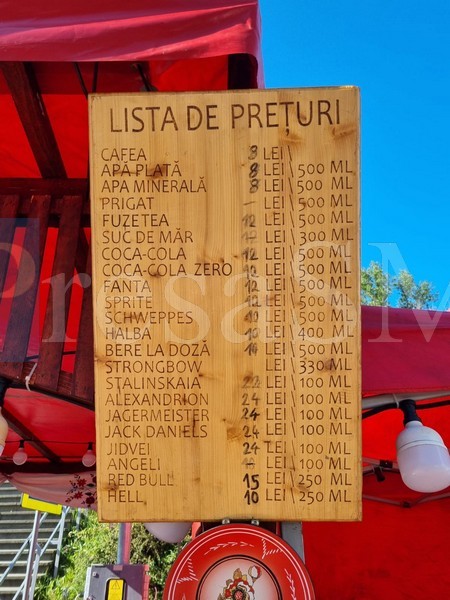 LISTA DE PREȚURI
CAFEA 8 LEI
APĂ PLATĂ 8 LEI \ 500 ML
APA MINERALĂ 8 LEI \ 500 ML
PRIGAT - LEI \ 500 ML
FUZETEA 12 LEI \ 500 ML
SUC DE MĂR LEI \ 300 ML
COCA-COLA 12 LEI \ 500 ML
COCA-COLA ZERO 12 LEI \ 500 ML
FANTA 12 LEI \ 500 ML
SPRITE 12 LEI \ 500 ML
SCHWEPPES LEI \ 500 ML
HALBA 10 LEI \ 400 ML
BERE LA DOZĂ LEI \ 500 ML
STRONGBOW LEI \ 330 ML
STALINSKAIA 22 LEI \ 100 ML
ALEXANDRION 24 LEI \ 100 ML
JAGERMEISTER 24 LEI \ 100 ML
JACK DANIELS 24 LEI \ 100 ML
JIDVEI 24 LEI \ 100 ML
ANGELI LEI \ 100 ML
RED BULL 15 LEI \ 250 ML
HELL 10 LEI \ 250 ML